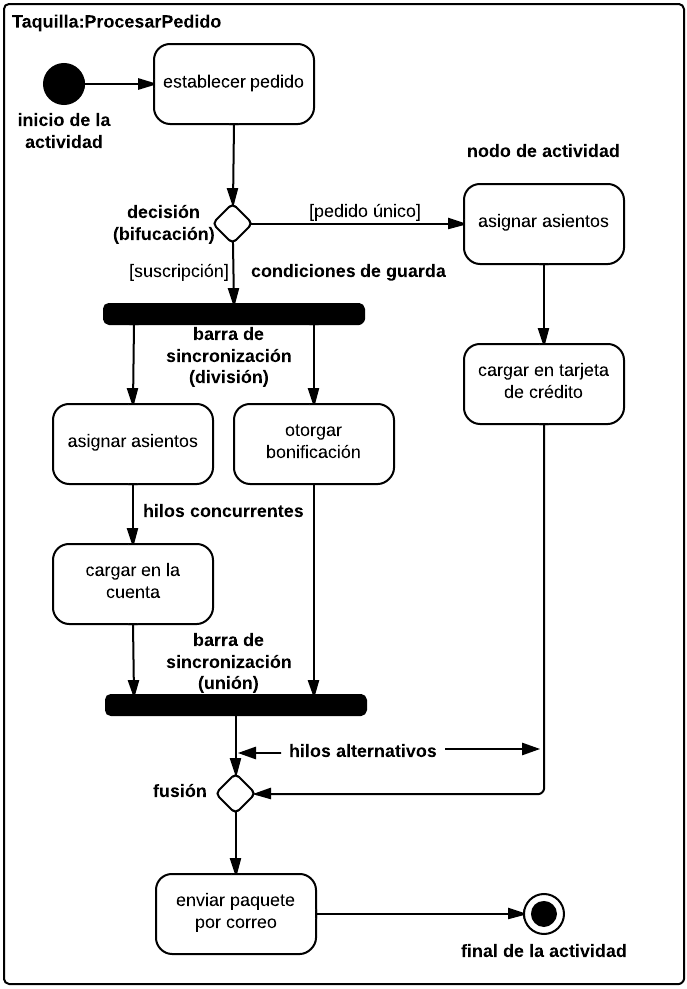 Taquilla:ProcesarPedido
establecer pedido
inicio de la
actividad
nodo de actividad
decisión
(bifucación)
[pedido único]
asignar asientos
[suscripción]
condiciones de guarda
barra de
sincronización
(división)
cargar en tarjeta
de crédito
asignar asientos
otorgar
bonificación
hilos concurrentes
cargar en la
cuenta
barra de
sincronización
(unión)
hilos alternativos
fusión
enviar paquete
por correo
final de la actividad